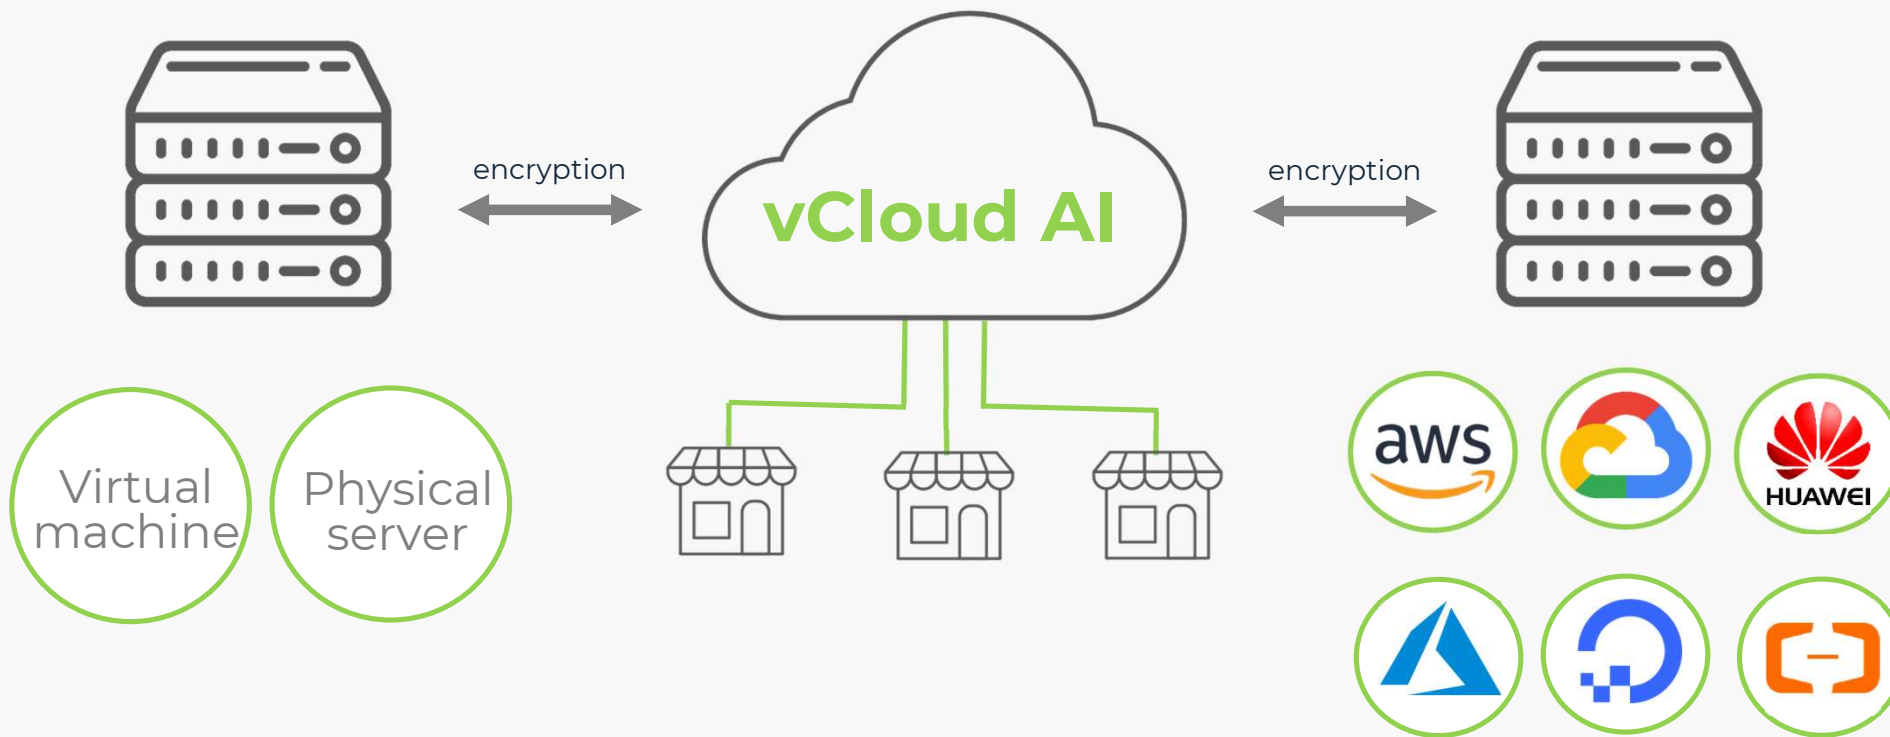 encryption
vCloud AI
encryption
Virtual
machine
Physical
server
aws
HUAWEI